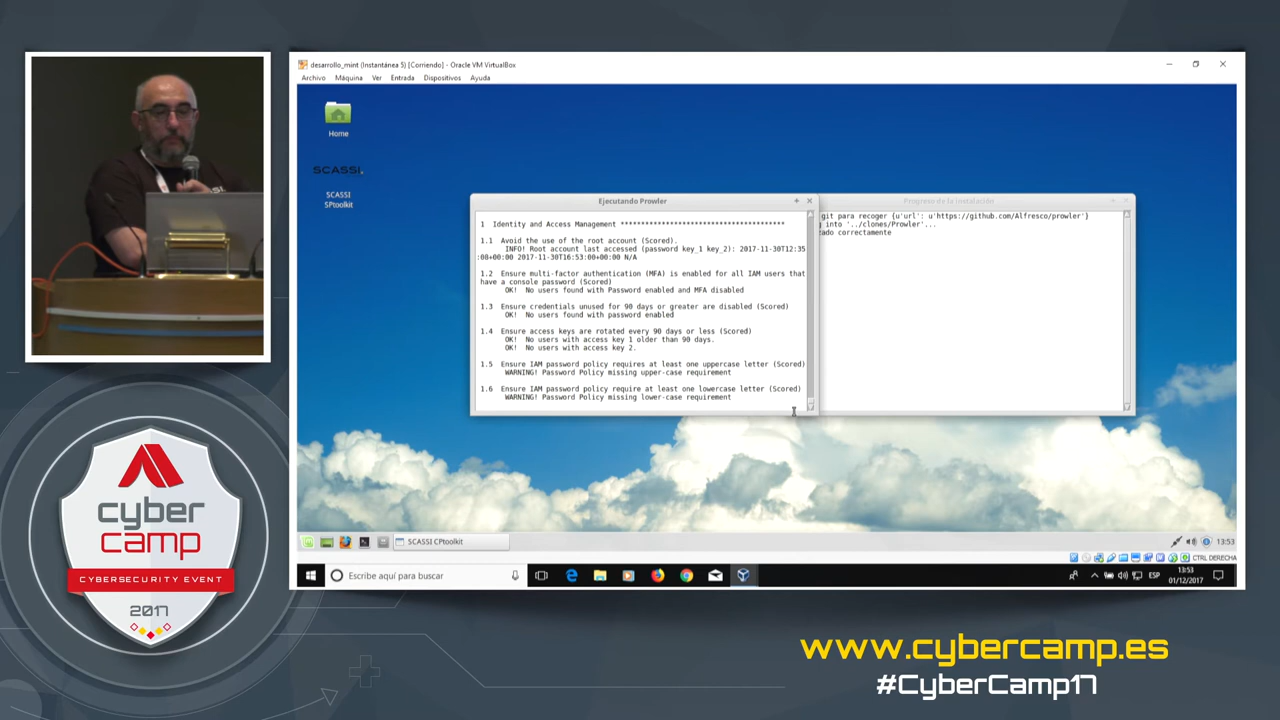 desarrollo_mint (Instantánea 5) [Corriendo] - Oracle VM VirtualBox
Archivo Máquina Ver Entrada Dispositivos Ayuda
Home
SCASSI
SCASSI
SPtoolkit
Ejecutando Prowler
1 Identity and Access Management ****************************************
1.1 Avoid the use of the root account (Scored).
INFO! Root account last accessed (password key_1 key_2): 2017-11-30T12:35
:00+00:00 2017-11-30T16:53:00+00:00 N/A
1.2 Ensure multi-factor authentication (MFA) is enabled for all IAM users that
have a console password (Scored)
OK! No users found with Password enabled and MFA disabled
1.3 Ensure credentials unused for 90 days or greater are disabled (Scored)
OK! No users found with password enabled
1.4 Ensure access keys are rotated every 90 days or less (Scored)
OK! No users with access key 1 older than 90 days.
OK! No users with access key 2.
1.5 Ensure IAM password policy requires at least one uppercase letter (Scored)
WARNING! Password Policy missing upper-case requirement
1.6 Ensure IAM password policy require at least one lowercase letter (Scored)
WARNING! Password Policy missing lower-case requirement
Progreso de la instalación
git para recoger {u'url': u'https://github.com/Alfresco/prowler'}
g into '../clones/Prowler'...
zado correctamente
SCASSI CPtoolkit
13:53
CTRL DERECHA
Escribe aquí para buscar
ESP
13:53
01/12/2017
cyber
camp
CYBERSECURITY EVENT
2017
www.cybercamp.es
#CyberCamp17